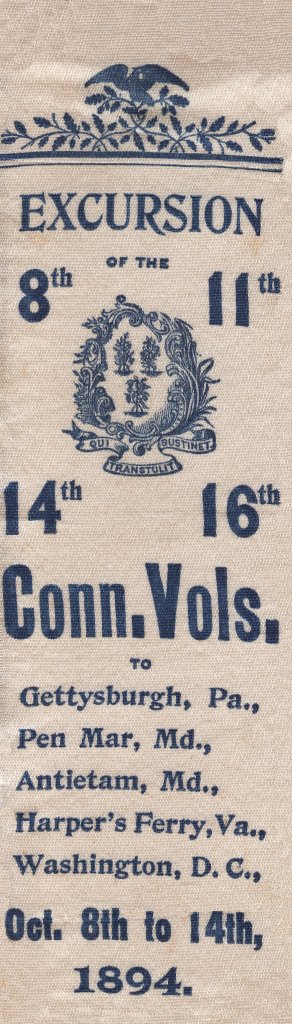 EXCURSION
OF THE
8th 11th
QUI TRANSTULIT SUSTINET
14th 16th
Conn. Vols.
TO
Gettysburgh, Pa.,
Pen Mar, Md.,
Antietam, Md.,
Harper's Ferry, Va.,
Washington, D. C.,
Oct. 8th to 14th,
1894.